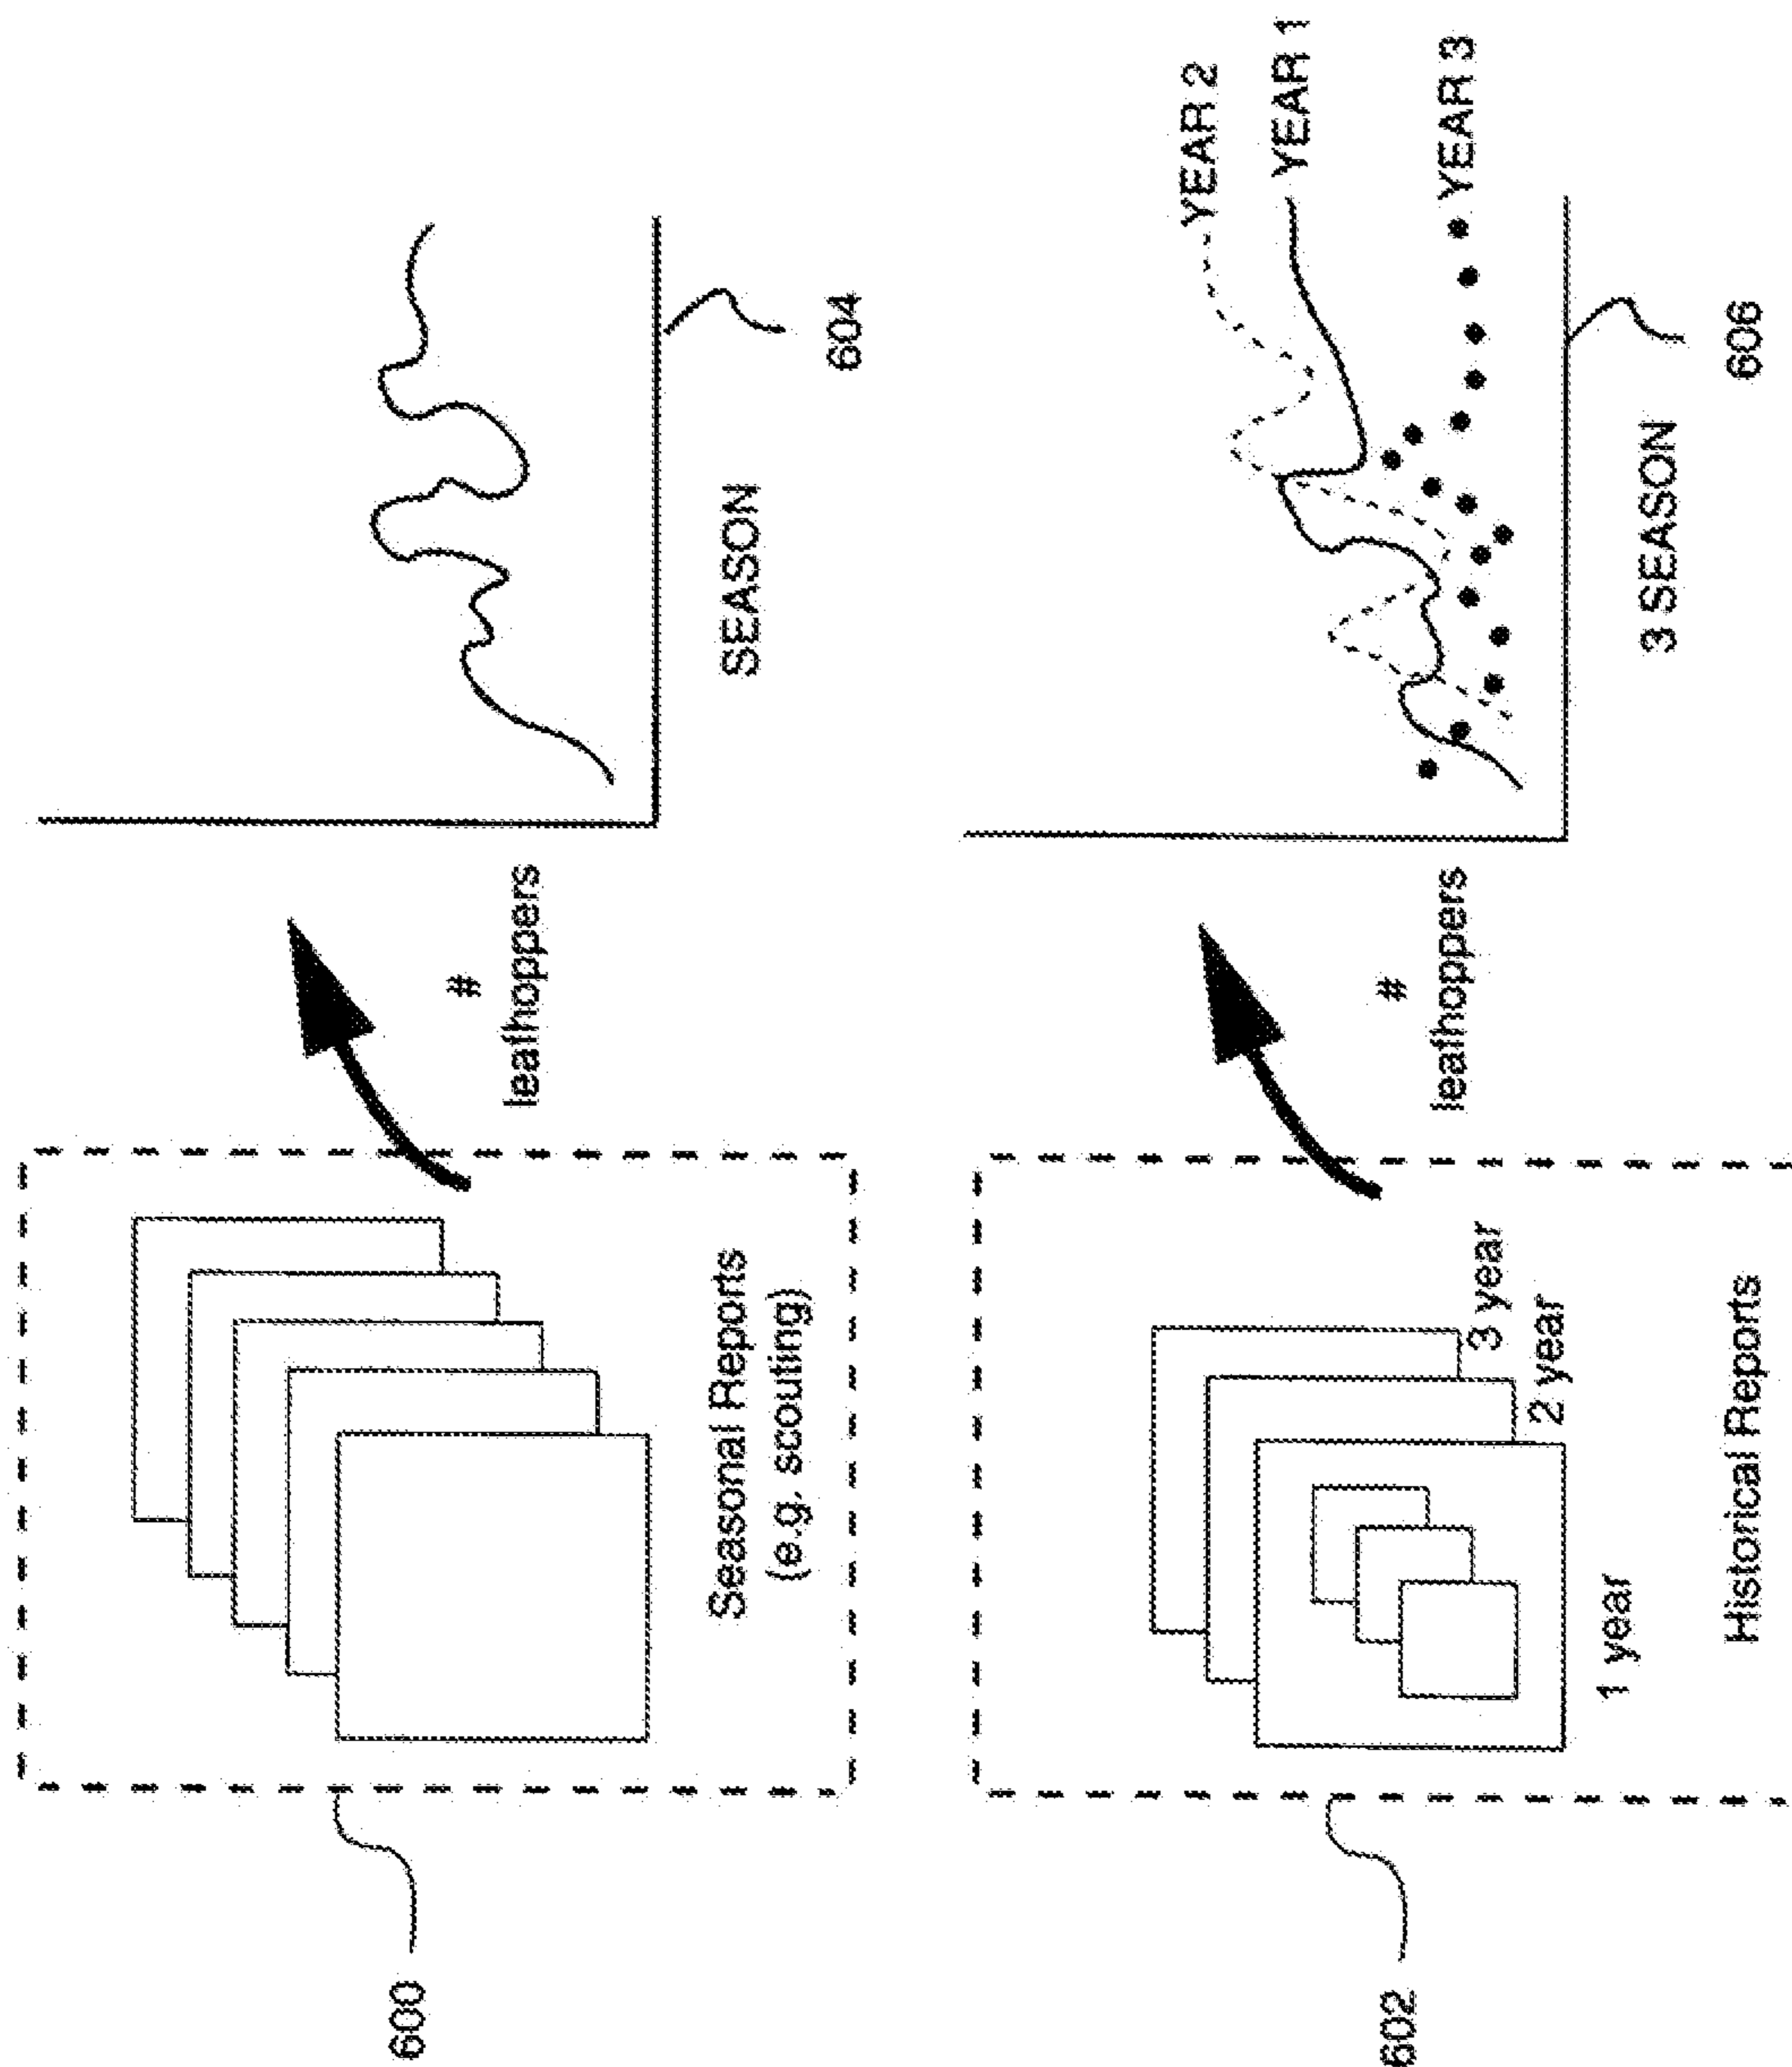 600
Seasonal Reports
(e.g. scouting)
#
leafhoppers
SEASON
604
602
1 year
2 year
3 year
Historical Reports
#
leafhoppers
YEAR 2
YEAR 1
YEAR 3
3 SEASON
606